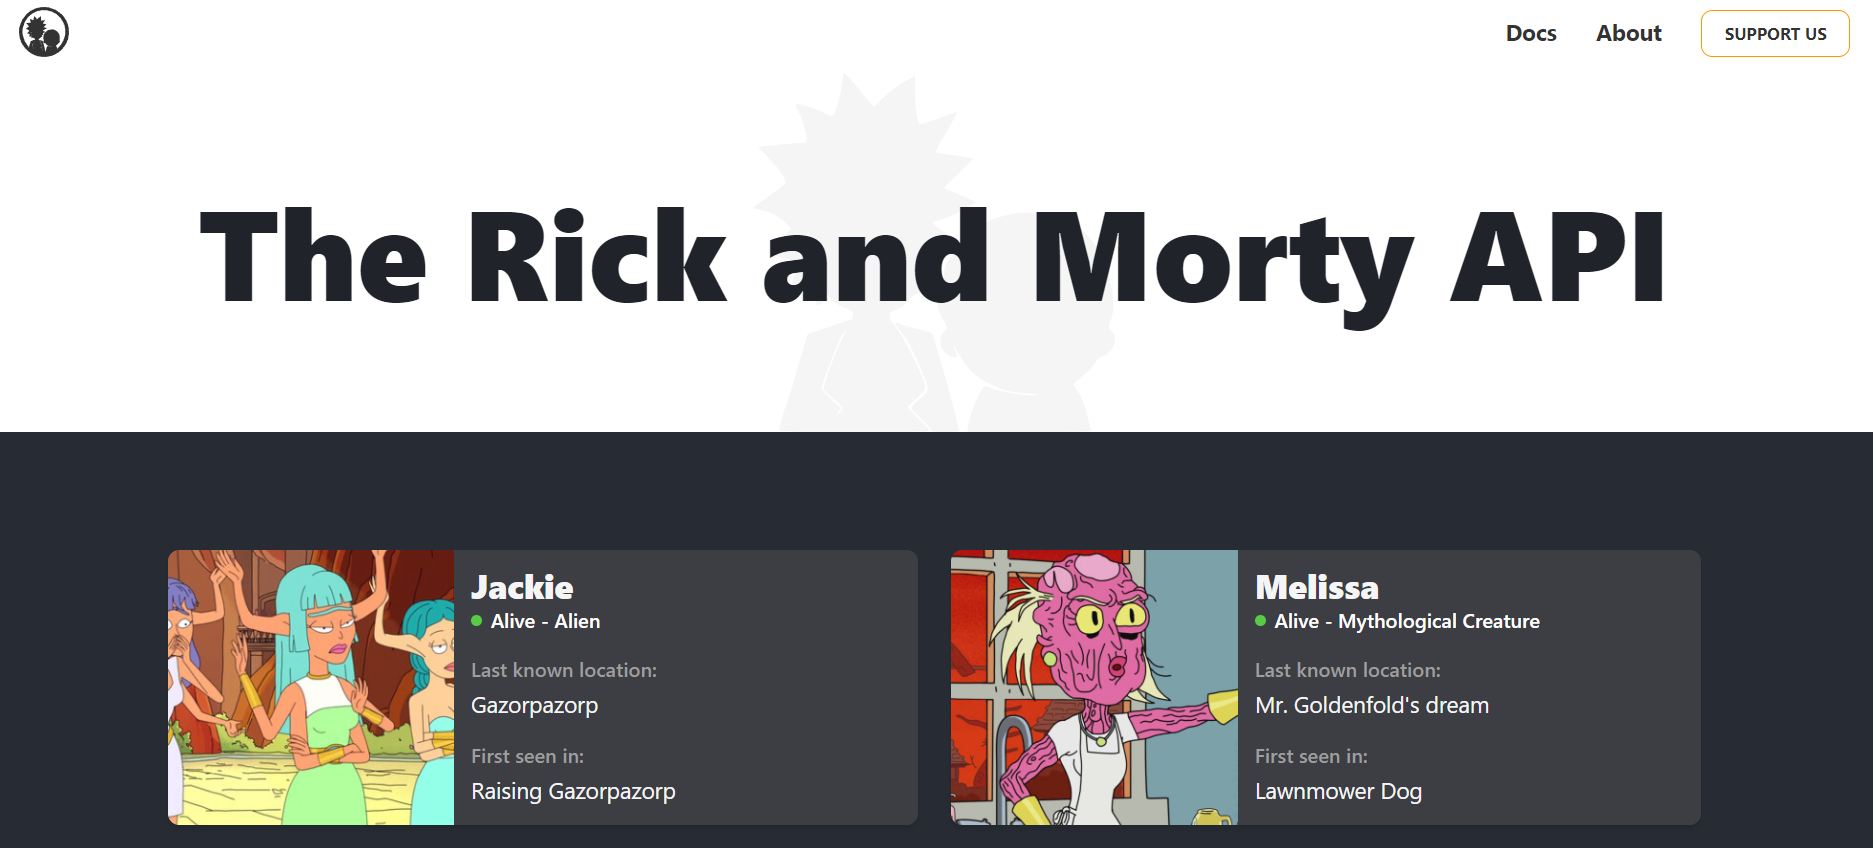 Docs
About
SUPPORT US
The Rick and Morty API
Jackie
Alive - Alien
Last known location:
Gazorpazorp
First seen in:
Raising Gazorpazorp
Melissa
Alive - Mythological Creature
Last known location:
Mr. Goldenfold's dream
First seen in:
Lawnmower Dog